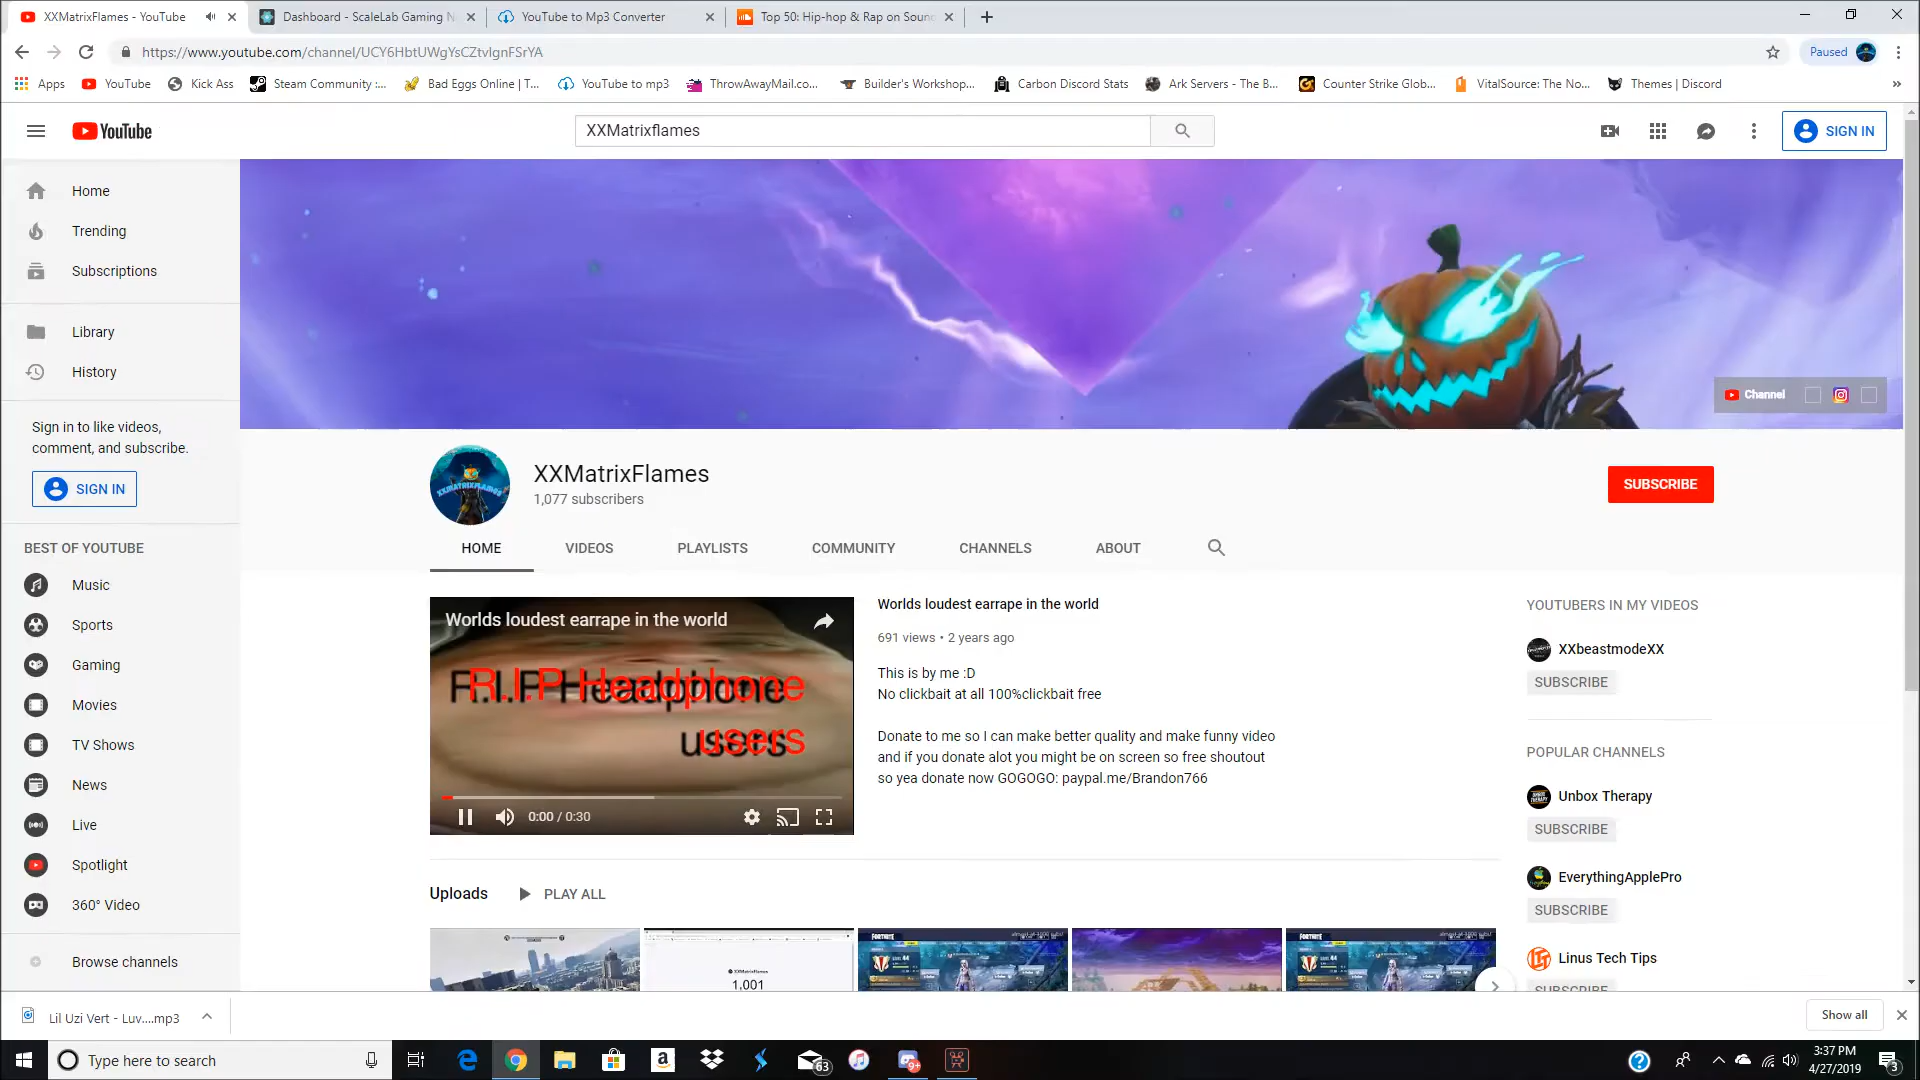 XXMatrixFlames - YouTube
Dashboard - ScaleLab Gaming N
YouTube to Mp3 Converter
Top 50: Hip-hop & Rap on Soun
https://www.youtube.com/channel/UCY6HbtUWgYsCZtvIgnFSrYA
Paused
Apps
YouTube
Kick Ass
Steam Community :...
Bad Eggs Online | T...
YouTube to mp3
ThrowAwayMail.co...
Builder's Workshop...
Carbon Discord Stats
Ark Servers - The B...
Counter Strike Glob...
VitalSource: The No...
Themes | Discord
YouTube
XXMatrixflames
SIGN IN
Home
Trending
Subscriptions
Library
History
Sign in to like videos,
comment, and subscribe.
SIGN IN
BEST OF YOUTUBE
Music
Sports
Gaming
Movies
TV Shows
News
Live
Spotlight
360° Video
Browse channels
Channel
XXMATRIXFLAMES
XXMatrixFlames
1,077 subscribers
SUBSCRIBE
HOME
VIDEOS
PLAYLISTS
COMMUNITY
CHANNELS
ABOUT
Worlds loudest earrape in the world
R.I.P Headphone
users
0:00 / 0:30
Worlds loudest earrape in the world
691 views • 2 years ago
This is by me :D
No clickbait at all 100%clickbait free
Donate to me so I can make better quality and make funny video
and if you donate alot you might be on screen so free shoutout
so yea donate now GOGOGO: paypal.me/Brandon766
YOUTUBERS IN MY VIDEOS
XXbeastmodeXX
SUBSCRIBE
POPULAR CHANNELS
Unbox Therapy
SUBSCRIBE
EverythingApplePro
SUBSCRIBE
Linus Tech Tips
SUBSCRIBE
Uploads
PLAY ALL
XXMatrixFlames
1,001
FORTNITE
FORTNITE
Lil Uzi Vert - Luv....mp3
Show all
Type here to search
63
9+
3:37 PM
4/27/2019
3